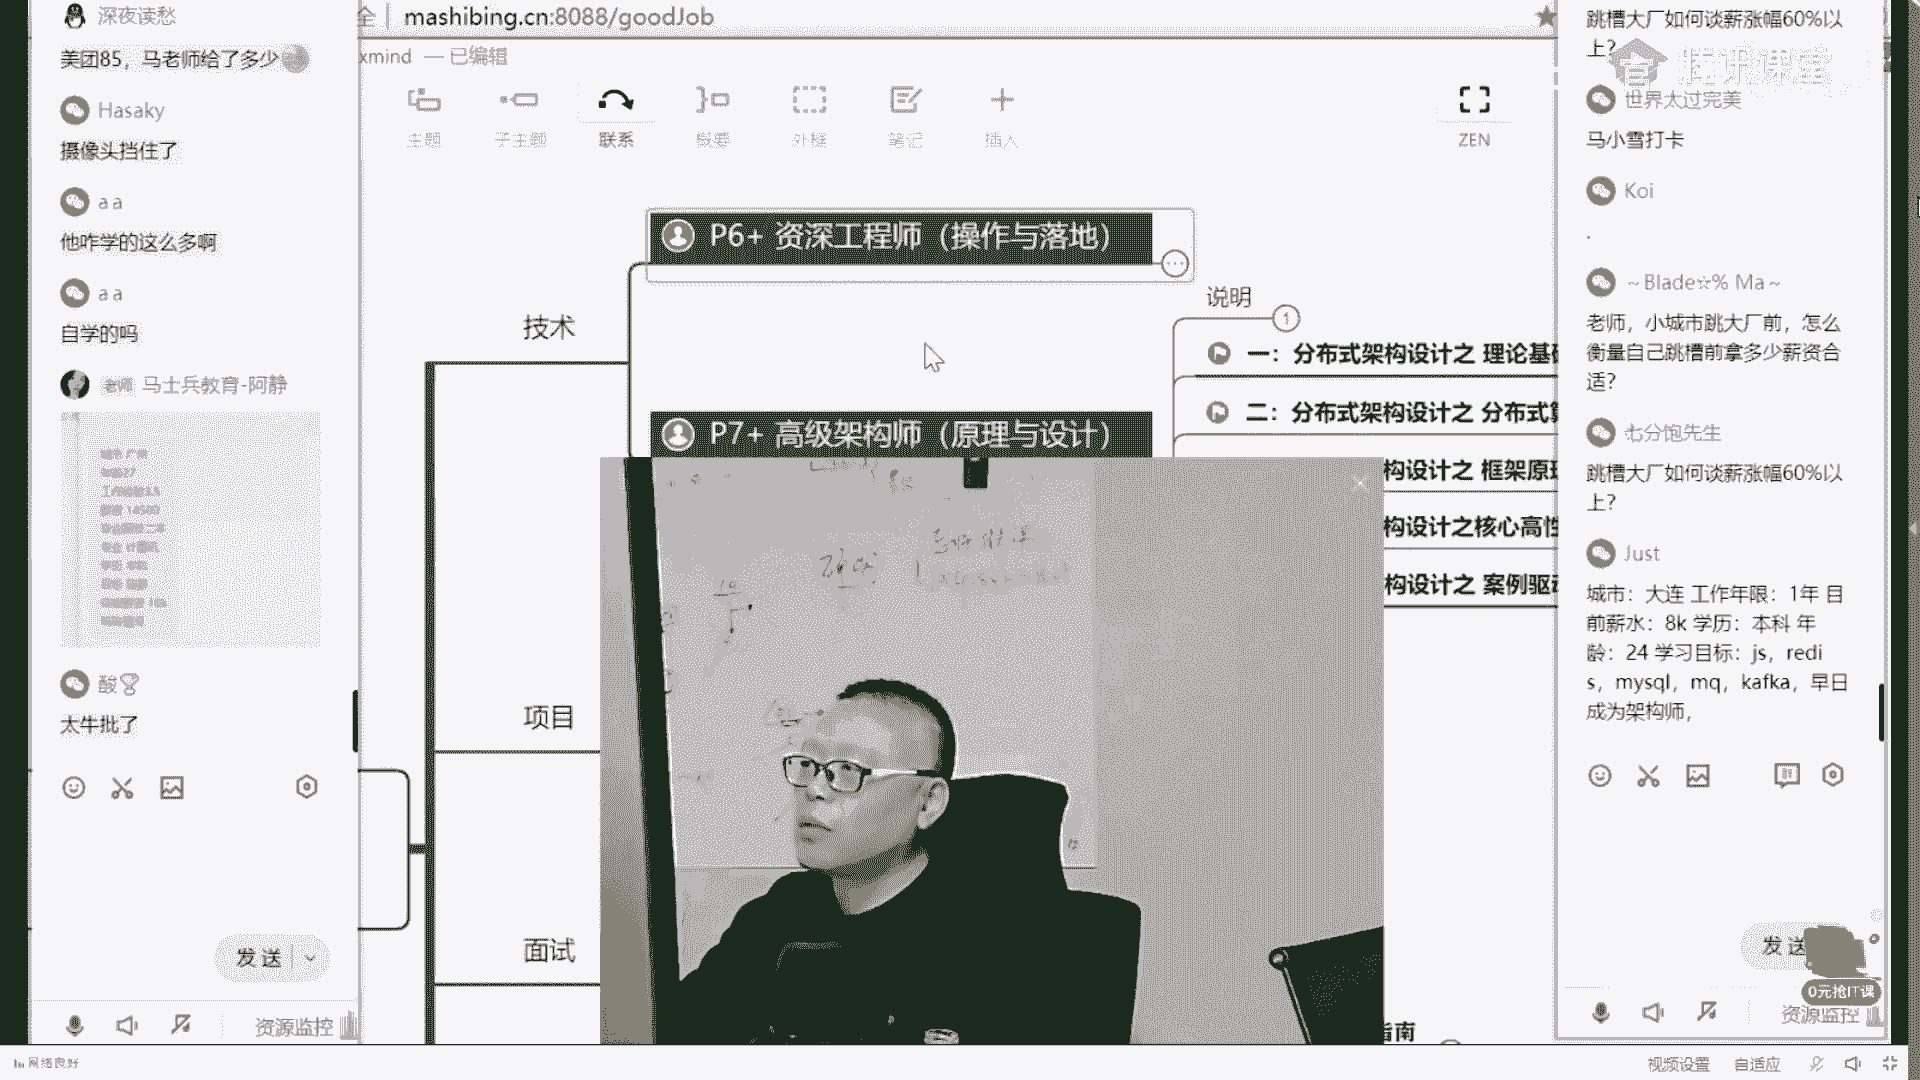 深夜读愁
美团85，马老师给了多少
Hasaky
摄像头挡住了
a a
他咋学的这么多啊
a a
自学的吗
老师 马士兵教育-阿静
酸🏆
太牛批了
发送
资源监控
网络良好
全 | mashibing.cn:8088/goodJob
xmind — 已编辑
主题
子主题
联系
概要
外框
笔记
插入
ZEN
技术
P6+ 资深工程师（操作与落地）
P7+ 高级架构师（原理与设计）
说明
1
一：分布式架构设计之 理论基
二：分布式架构设计之 分布式
构设计之 框架原
构设计之核心高性
构设计之 案例驱
项目
面试
指南
跳槽大厂如何谈薪涨幅60%以
上？
腾讯课堂
世界太过完美
马小雪打卡
Koi
.
～Blade☆% Ma～
老师，小城市跳大厂前，怎么
衡量自己跳槽前拿多少薪资合
适？
七分饱先生
跳槽大厂如何谈薪涨幅60%以
上？
Just
城市：大连 工作年限：1年 目
前薪水：8k 学历：本科 年
龄：24 学习目标：js，redi
s，mysql，mq，kafka，早日
成为架构师，
发送
0元抢IT课
资源监控
视频设置
自适应